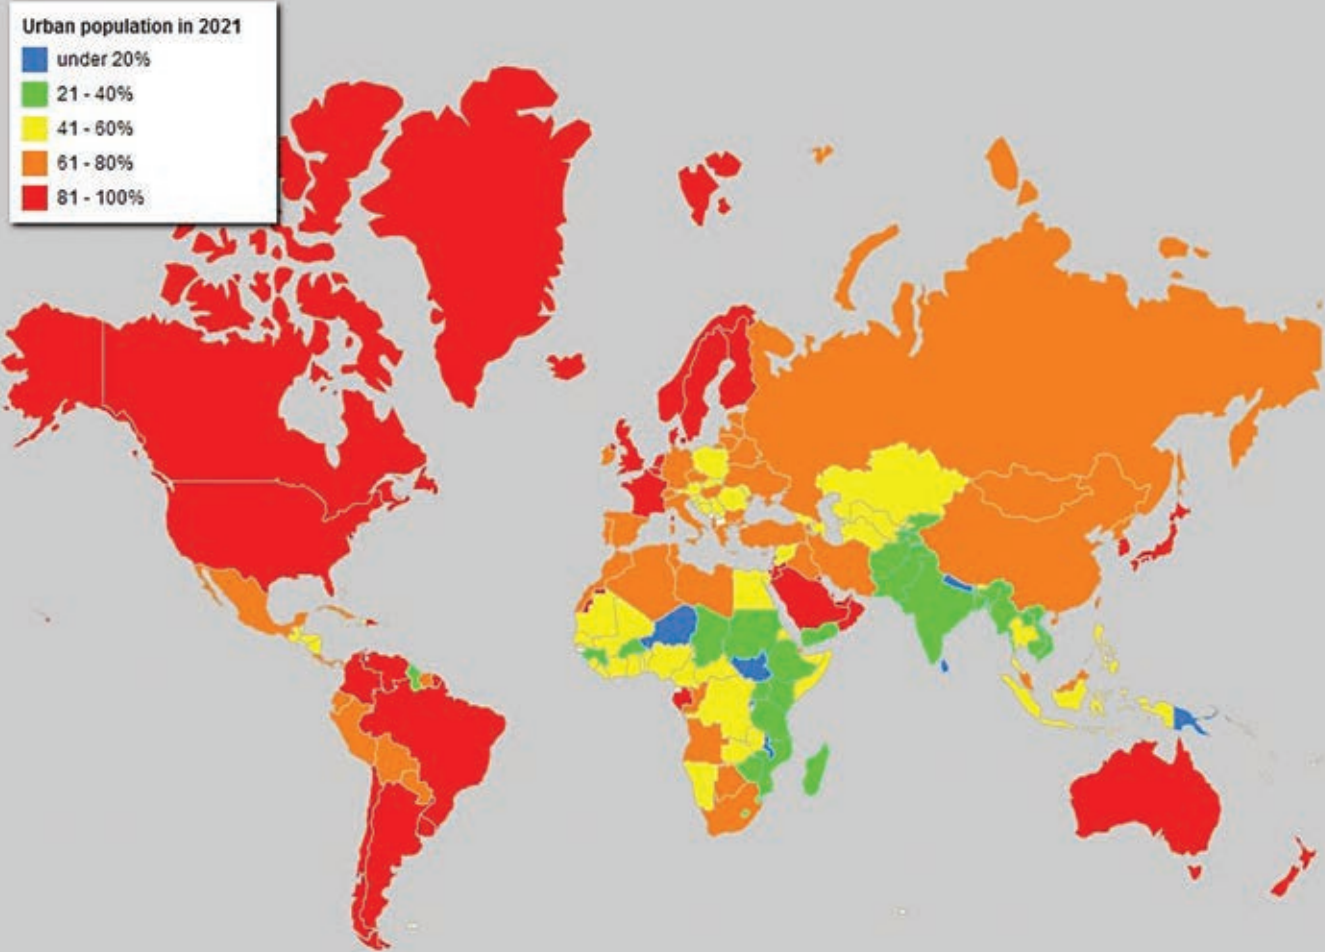 Urban population in 2021
under 20%
21 - 40%
41 - 60%
61 - 80%
81 - 100%